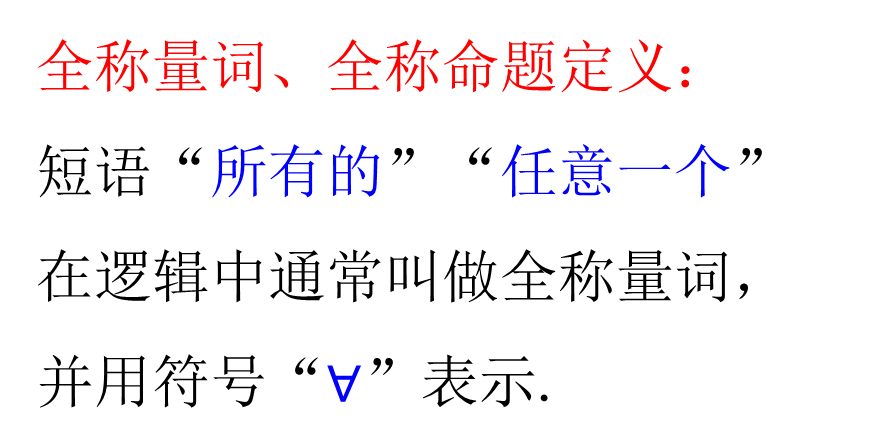 全称量词、全称命题定义：
短语“所有的”“任意一个”
在逻辑中通常叫做全称量词，
并用符号“∀”表示.